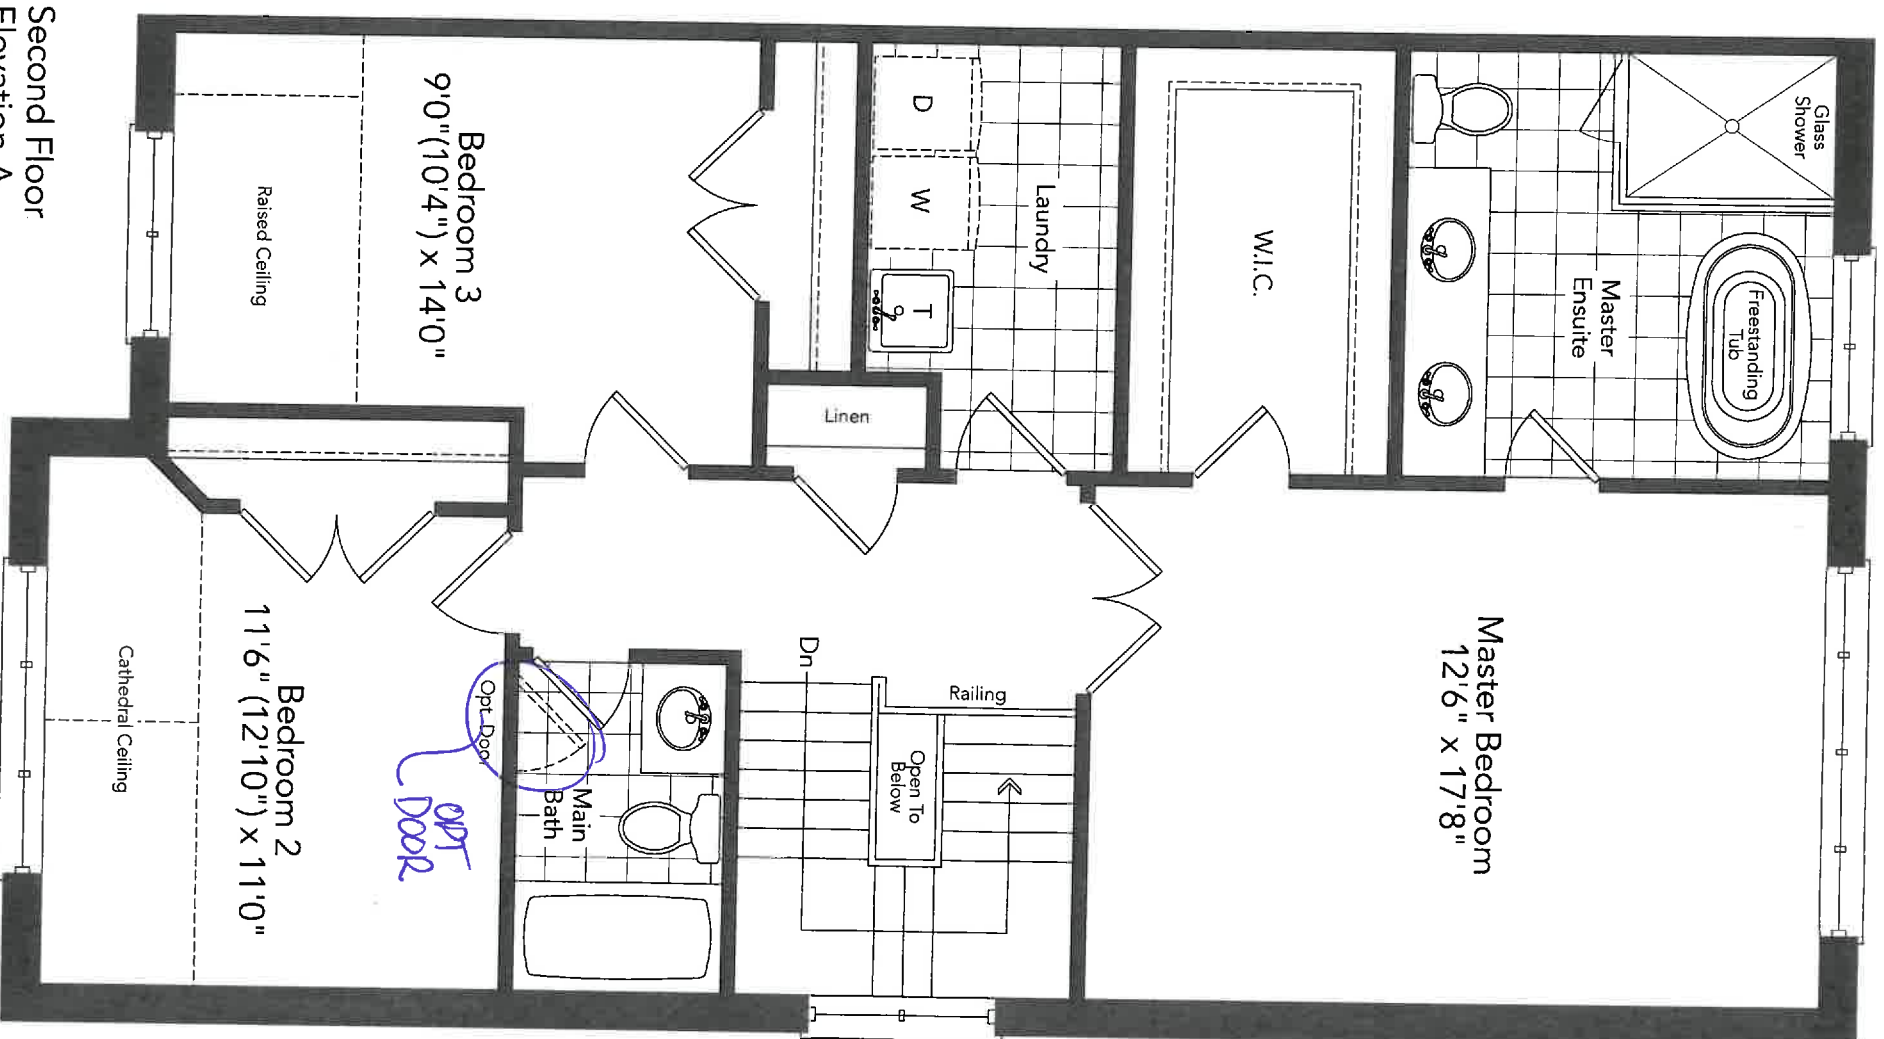 Glass
Shower
Freestanding
Tub
Master
Ensuite
W.I.C.
Master Bedroom
12'6" x 17'8"
Laundry
D
W
T
Linen
Railing
Open To
Below
Dn
Bedroom 3
9'0"(10'4") x 14'0"
Raised Ceiling
Main
Bath
Opt. Door
OPT
DOOR
Bedroom 2
11'6" (12'10") x 11'0"
Cathedral Ceiling
Second Floor
Elevation A